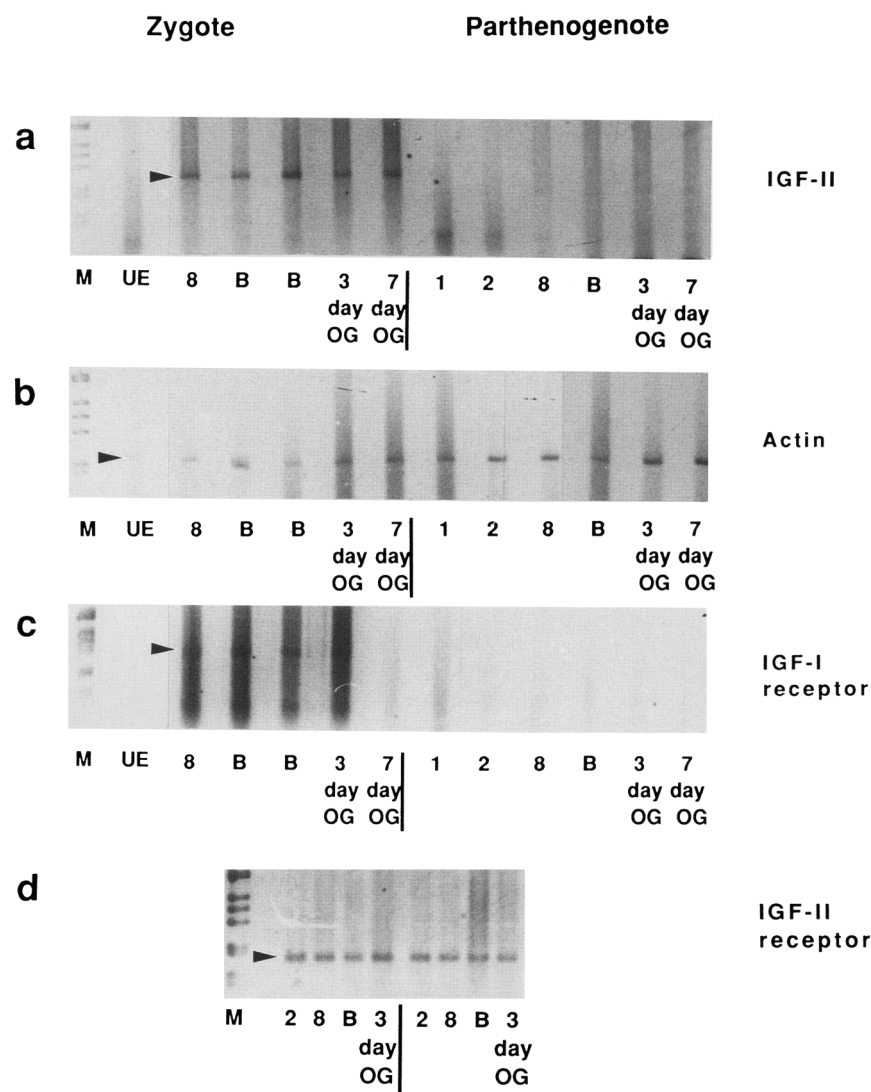 Zygote Parthenogenote
a
IGF-II
M UE 8 B B 3 7 1 2 8 B 3 7
day day day day
OG OG OG OG
b
Actin
M UE 8 B B 3 7 1 2 8 B 3 7
day day day day
OG OG OG OG
c
IGF-I
receptor
M UE 8 B B 3 7 1 2 8 B 3 7
day day day day
OG OG OG OG
d
IGF-II
receptor
M 2 8 B 3 2 8 B 3
day day
OG OG